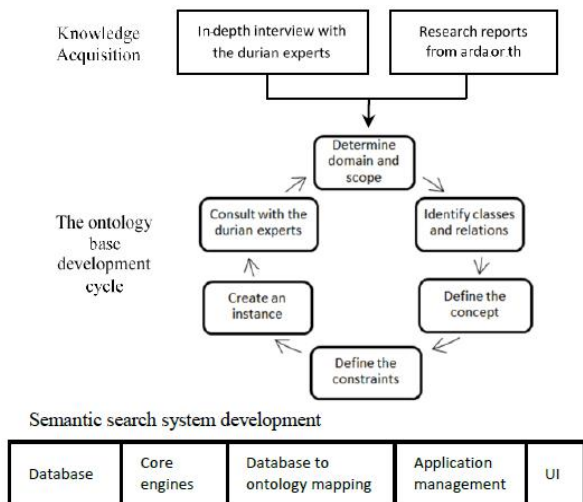 Knowledge
Acquisition
In-depth interview with
the durian experts
Research reports
from arda.or.th
Determine
domain and
scope
Identify classes
and relations
Define the
concept
Define the
constraints
Create an
instance
Consult with the
durian experts
The ontology
base
development
cycle
Semantic search system development
Database
Core
engines
Database to
ontology mapping
Application
management
UI